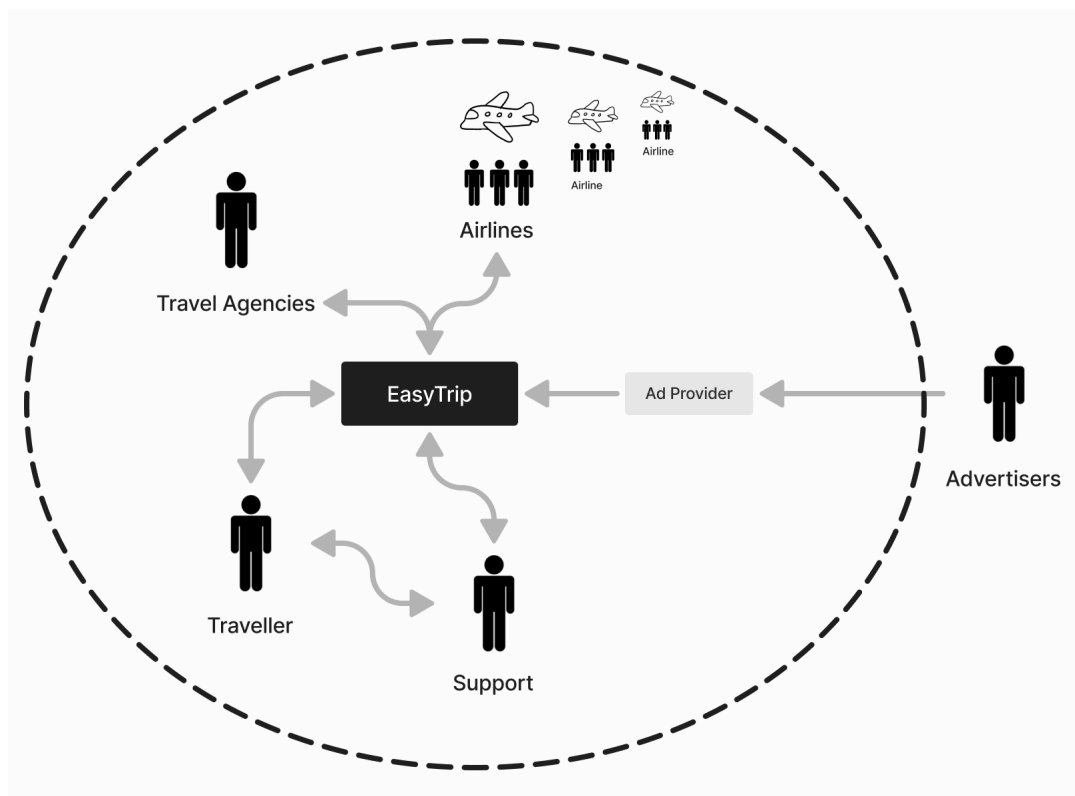 Airline
Airline
Airlines
Travel Agencies
EasyTrip
Ad Provider
Advertisers
Traveller
Support